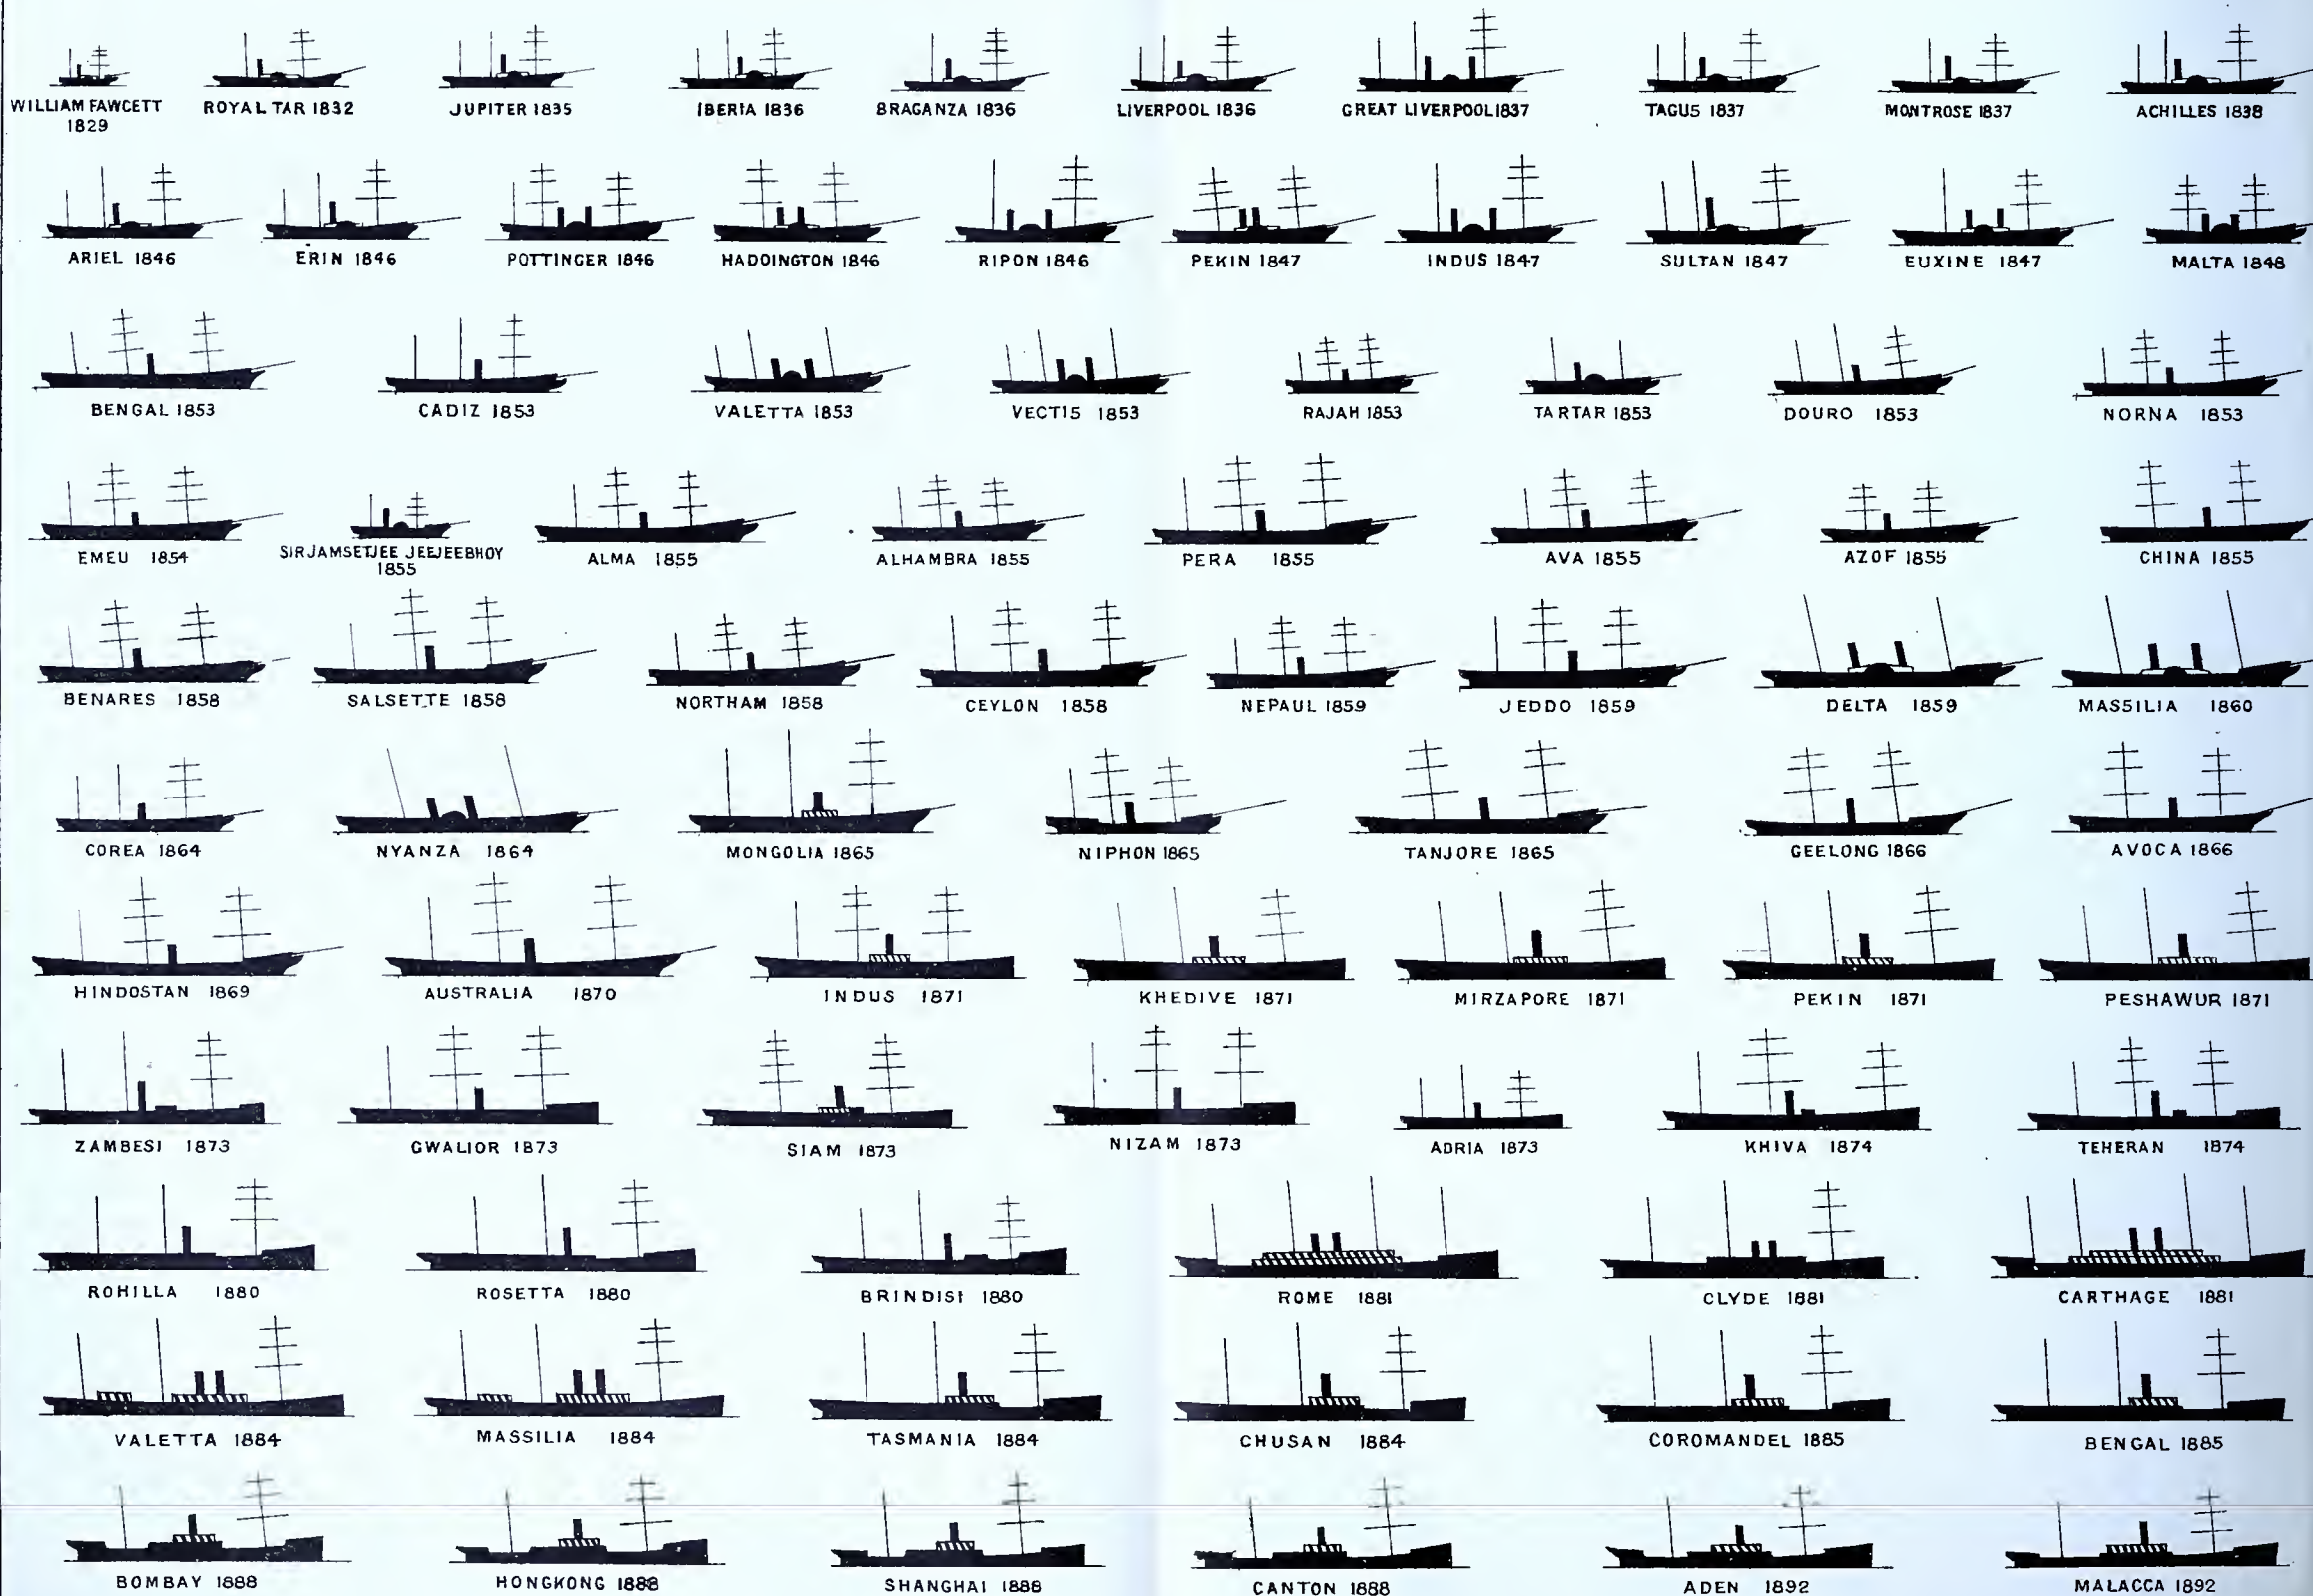 WILLIAM FAWCETT
1829
ROYAL TAR 1832
JUPITER 1835
IBERIA 1836
BRAGANZA 1836
LIVERPOOL 1836
GREAT LIVERPOOL 1837
TAGUS 1837
MONTROSE 1837
ACHILLES 1838
ARIEL 1846
ERIN 1846
POTTINGER 1846
HADDINGTON 1846
RIPON 1846
PEKIN 1847
INDUS 1847
SULTAN 1847
EUXINE 1847
MALTA 1848
BENGAL 1853
CADIZ 1853
VALETTA 1853
VECTIS 1853
RAJAH 1853
TARTAR 1853
DOURO 1853
NORNA 1853
EMEU 1854
SIR JAMSETJEE JEEJEEBHOY
1855
ALMA 1855
ALHAMBRA 1855
PERA 1855
AVA 1855
AZOF 1855
CHINA 1855
BENARES 1858
SALSETTE 1858
NORTHAM 1858
CEYLON 1858
NEPAUL 1859
JEDDO 1859
DELTA 1859
MASSILIA 1860
COREA 1864
NYANZA 1864
MONGOLIA 1865
NIPHON 1865
TANJORE 1865
GEELONG 1866
AVOCA 1866
HINDOSTAN 1869
AUSTRALIA 1870
INDUS 1871
KHEDIVE 1871
MIRZAPORE 1871
PEKIN 1871
PESHAWUR 1871
ZAMBESI 1873
GWALIOR 1873
SIAM 1873
NIZAM 1873
ADRIA 1873
KHIVA 1874
TEHERAN 1874
ROHILLA 1880
ROSETTA 1880
BRINDISI 1880
ROME 1881
CLYDE 1881
CARTHAGE 1881
VALETTA 1884
MASSILIA 1884
TASMANIA 1884
CHUSAN 1884
COROMANDEL 1885
BENGAL 1885
BOMBAY 1888
HONGKONG 1888
SHANGHAI 1888
CANTON 1888
ADEN 1892
MALACCA 1892